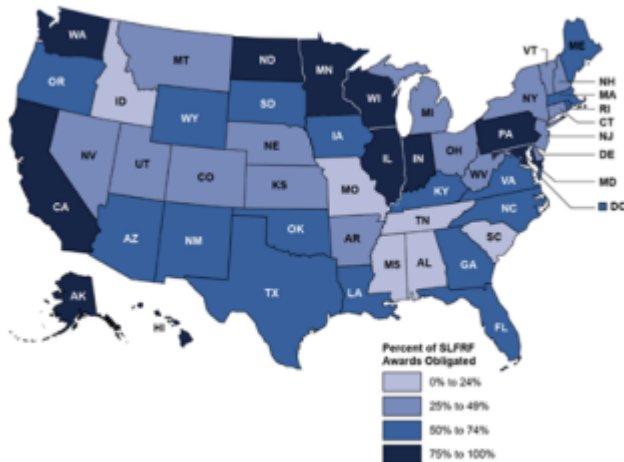 WA
MT
ND
MN
VT
ME
OR
ID
SD
WI
MI
NY
NH
MA
RI
CT
NJ
WY
IA
NE
PA
DE
NV
UT
CO
IL
IN
OH
WV
VA
MD
DC
CA
KS
MO
KY
NC
AZ
NM
OK
AR
TN
SC
MS
AL
GA
TX
LA
FL
AK
HI
Percent of SLFRF
Awards Obligated
0% to 24%
25% to 49%
50% to 74%
75% to 100%